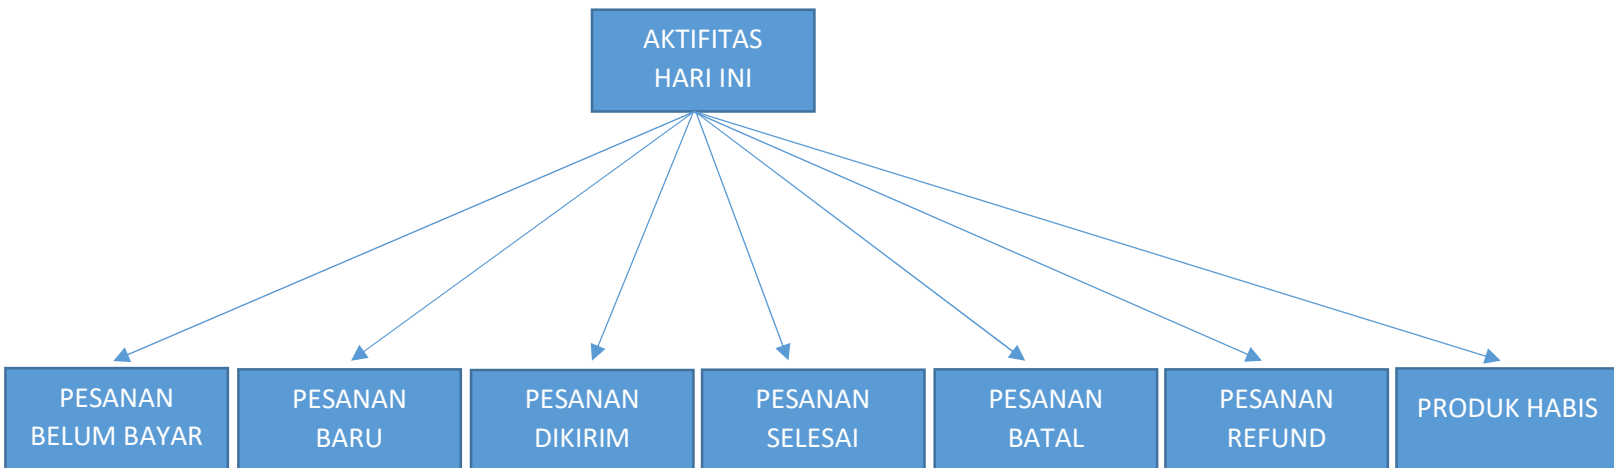 AKTIFITAS
HARI INI
PESANAN
BELUM BAYAR
PESANAN
BARU
PESANAN
DIKIRIM
PESANAN
SELESAI
PESANAN
BATAL
PESANAN
REFUND
PRODUK HABIS